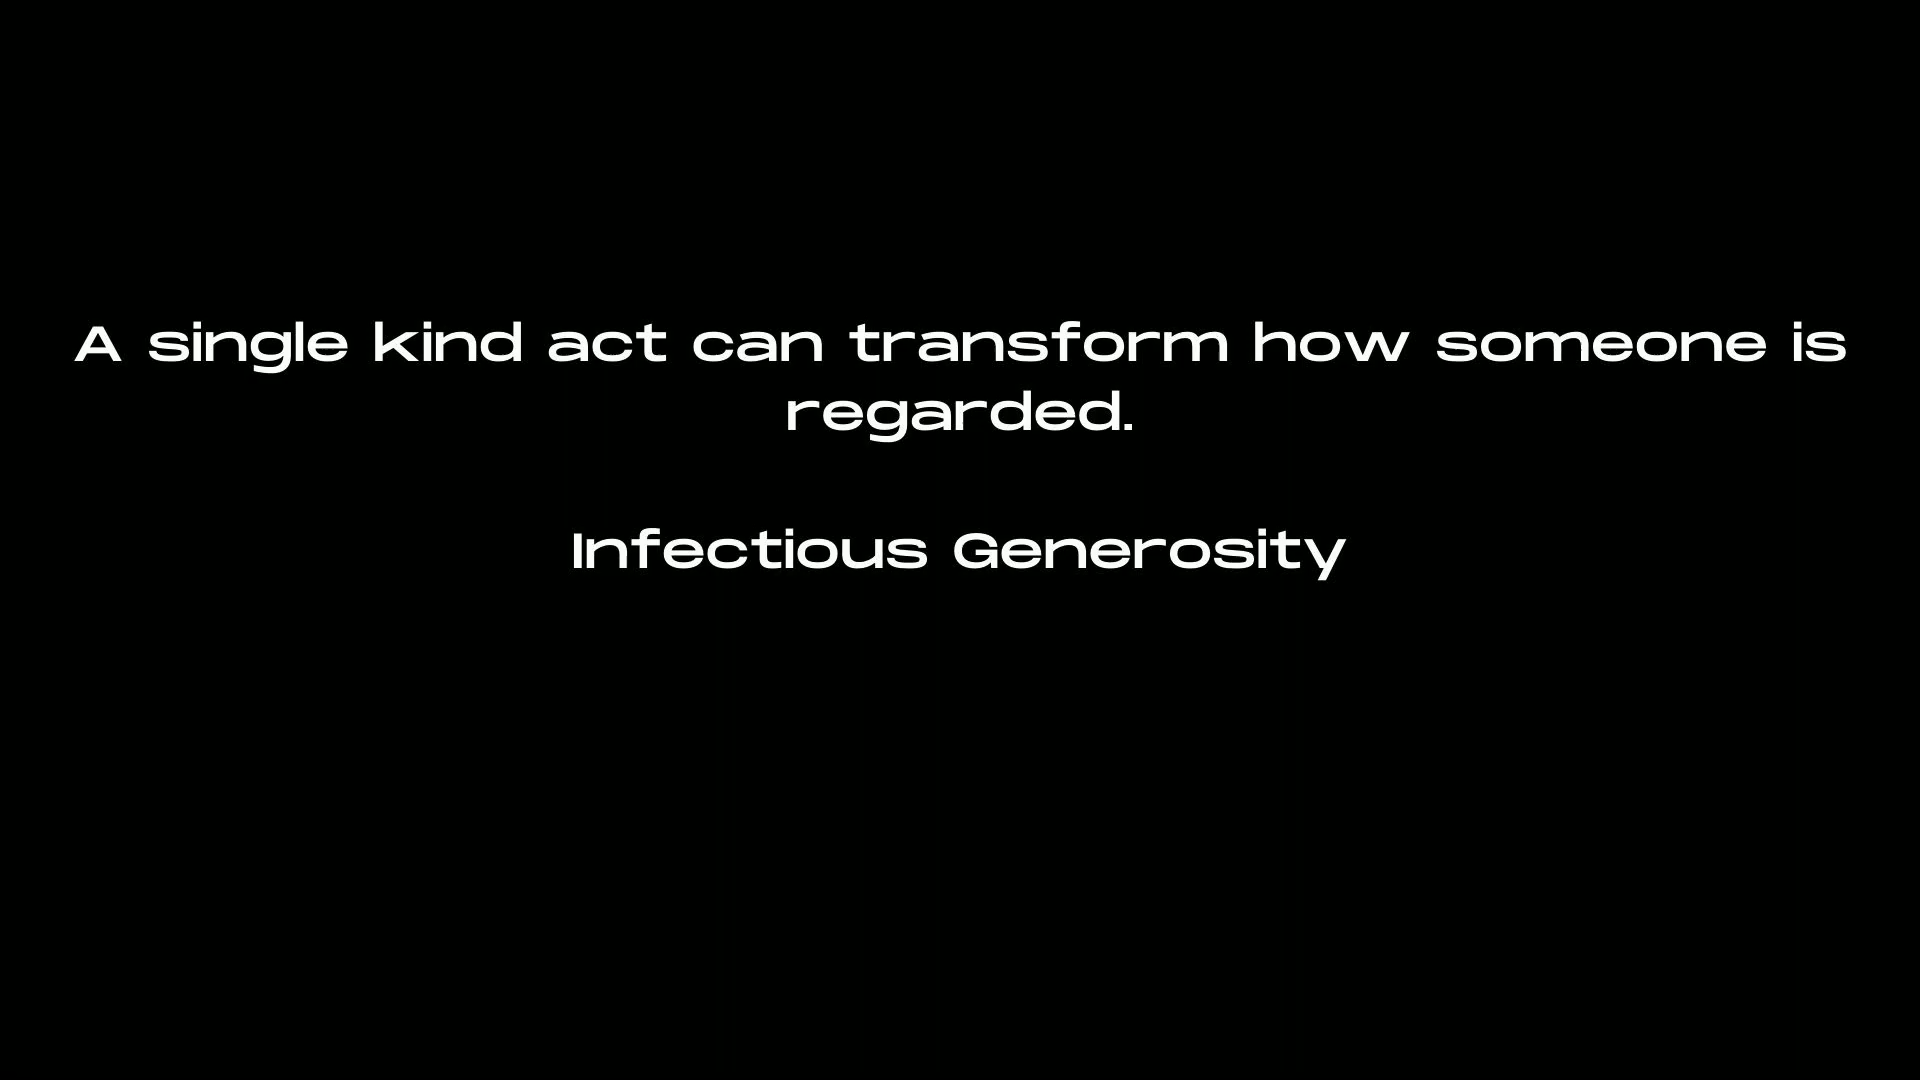 A single kind act can transform how someone is
regarded.
Infectious Generosity